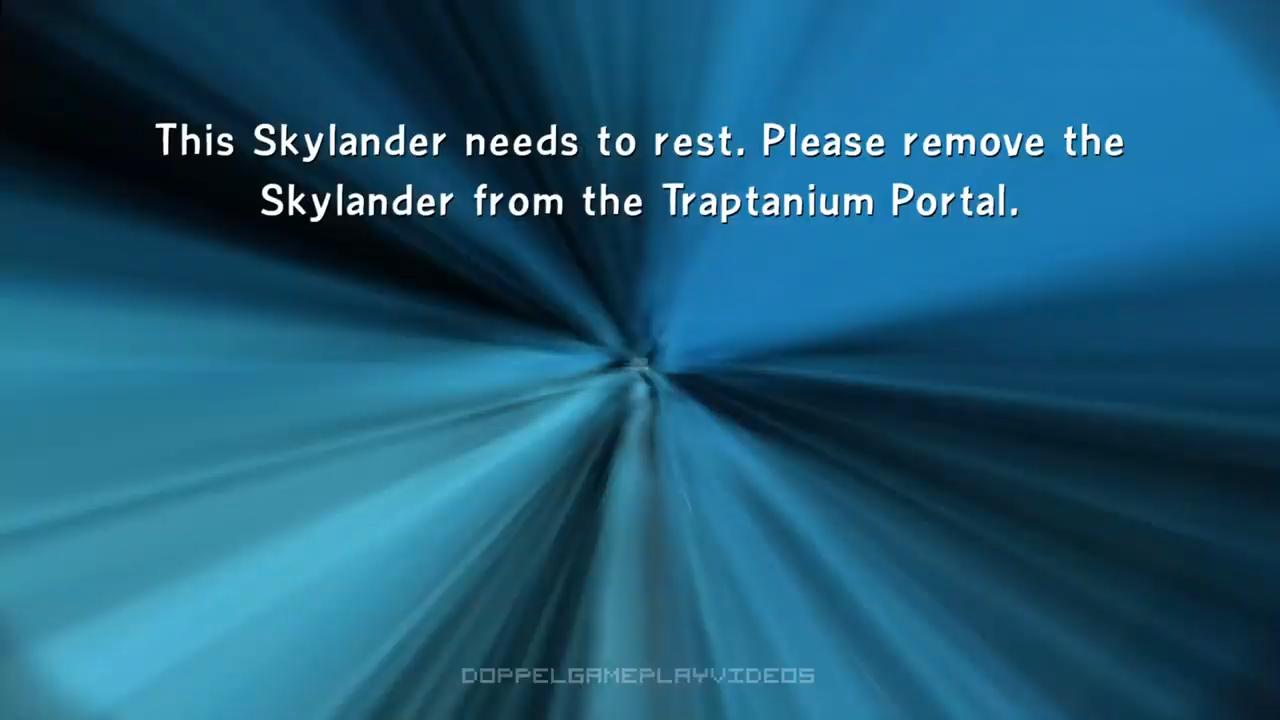 This Skylander needs to rest. Please remove the
Skylander from the Traptanium Portal.
DOPPELGAMEPLAYVIDEOS